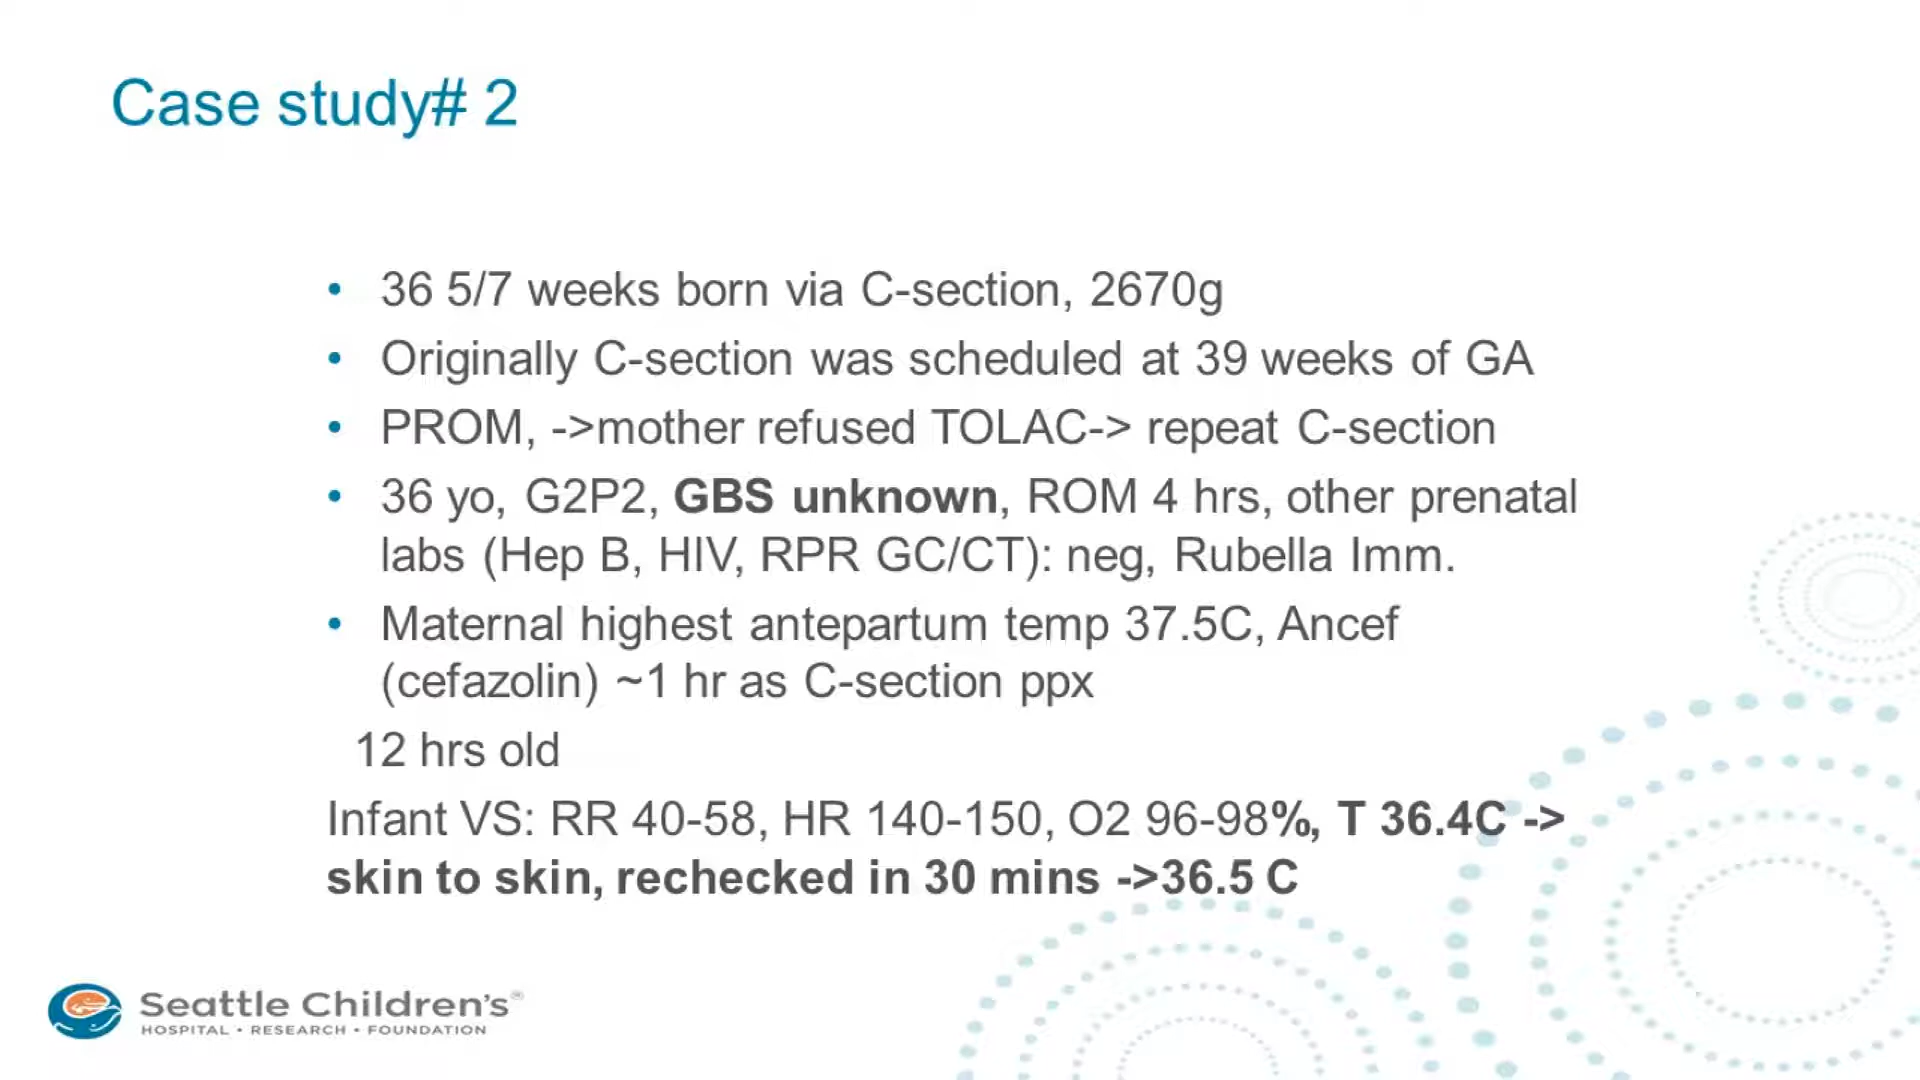 Case study# 2
• 36 5/7 weeks born via C-section, 2670g
• Originally C-section was scheduled at 39 weeks of GA
• PROM, ->mother refused TOLAC-> repeat C-section
• 36 yo, G2P2, GBS unknown, ROM 4 hrs, other prenatal
labs (Hep B, HIV, RPR GC/CT): neg, Rubella Imm.
• Maternal highest antepartum temp 37.5C, Ancef
(cefazolin) ~1 hr as C-section ppx
12 hrs old
Infant VS: RR 40-58, HR 140-150, O2 96-98%, T 36.4C ->
skin to skin, rechecked in 30 mins ->36.5 C
Seattle Children's®
HOSPITAL • RESEARCH • FOUNDATION